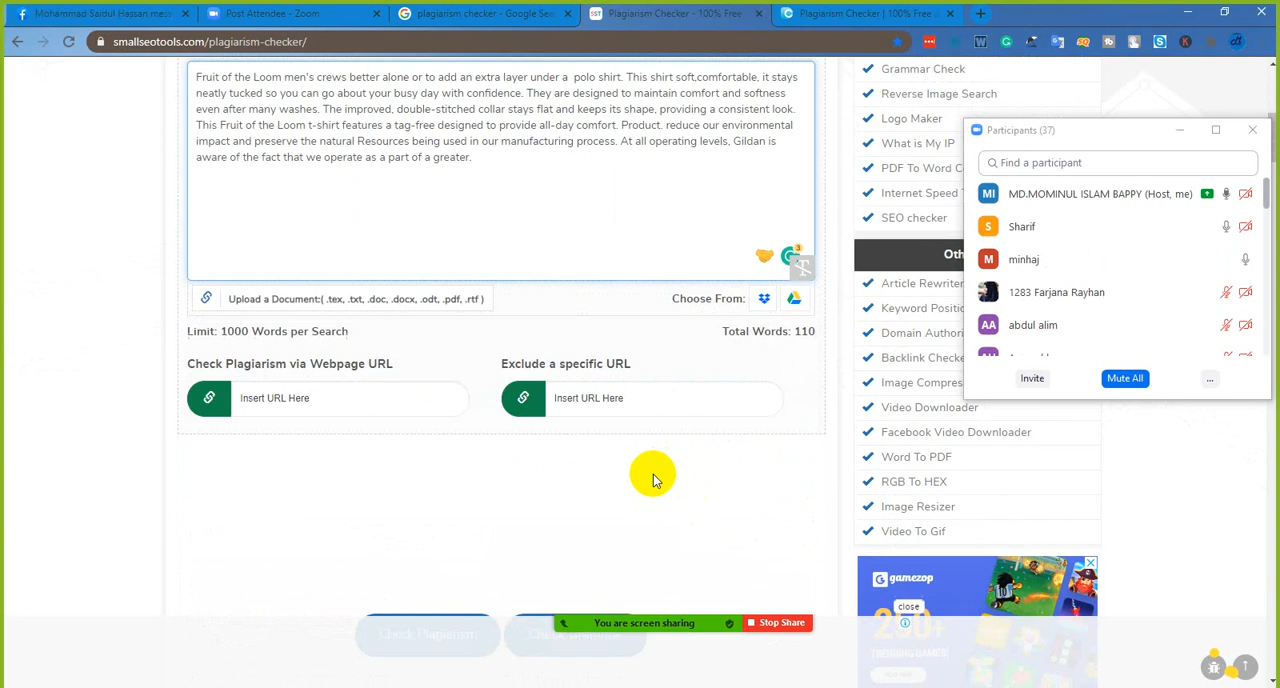 Mohammad Saidul Hassan mess
Post Attendee - Zoom
plagiarism checker - Google Sea
Plagiarism Checker - 100% Free
Plagiarism Checker | 100% Free
smallseotools.com/plagiarism-checker/
Fruit of the Loom men's crews better alone or to add an extra layer under a polo shirt. This shirt soft,comfortable, it stays
neatly tucked so you can go about your busy day with confidence. They are designed to maintain comfort and softness
even after many washes. The improved, double-stitched collar stays flat and keeps its shape, providing a consistent look.
This Fruit of the Loom t-shirt features a tag-free designed to provide all-day comfort. Product. reduce our environmental
impact and preserve the natural Resources being used in our manufacturing process. At all operating levels, Gildan is
aware of the fact that we operate as a part of a greater.
3
Upload a Document:( .tex, .txt, .doc, .docx, .odt, .pdf, .rtf )
Choose From:
Limit: 1000 Words per Search
Total Words: 110
Check Plagiarism via Webpage URL
Exclude a specific URL
Insert URL Here
Insert URL Here
Check Plagiarism
You are screen sharing
Stop Share
Grammar Check
Reverse Image Search
Logo Maker
What is My IP
PDF To Word C
Internet Speed T
SEO checker
Oth
Article Rewriter
Keyword Positio
Domain Authori
Backlink Checke
Image Compres
Video Downloader
Facebook Video Downloader
Word To PDF
RGB To HEX
Image Resizer
Video To Gif
Participants (37)
Find a participant
MI MD.MOMINUL ISLAM BAPPY (Host, me)
S Sharif
M minhaj
1283 Farjana Rayhan
AA abdul alim
Invite
Mute All
...
gamezop
close
250+
TRENDING GAMES!